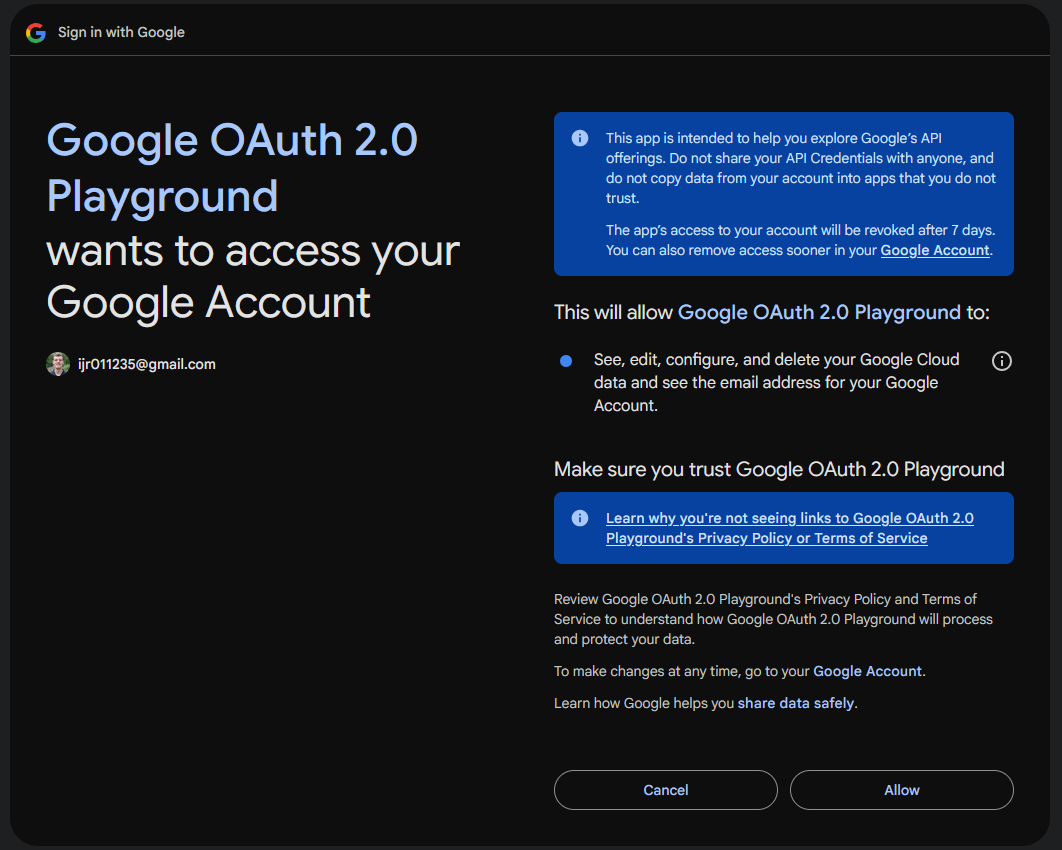 Sign in with Google
Google OAuth 2.0
Playground
wants to access your
Google Account
ijr011235@gmail.com
This app is intended to help you explore Google’s API
offerings. Do not share your API Credentials with anyone, and
do not copy data from your account into apps that you do not
trust.
The app’s access to your account will be revoked after 7 days.
You can also remove access sooner in your Google Account.
This will allow Google OAuth 2.0 Playground to:
See, edit, configure, and delete your Google Cloud
data and see the email address for your Google
Account.
Make sure you trust Google OAuth 2.0 Playground
Learn why you're not seeing links to Google OAuth 2.0
Playground's Privacy Policy or Terms of Service
Review Google OAuth 2.0 Playground's Privacy Policy and Terms of
Service to understand how Google OAuth 2.0 Playground will process
and protect your data.
To make changes at any time, go to your Google Account.
Learn how Google helps you share data safely.
Cancel
Allow